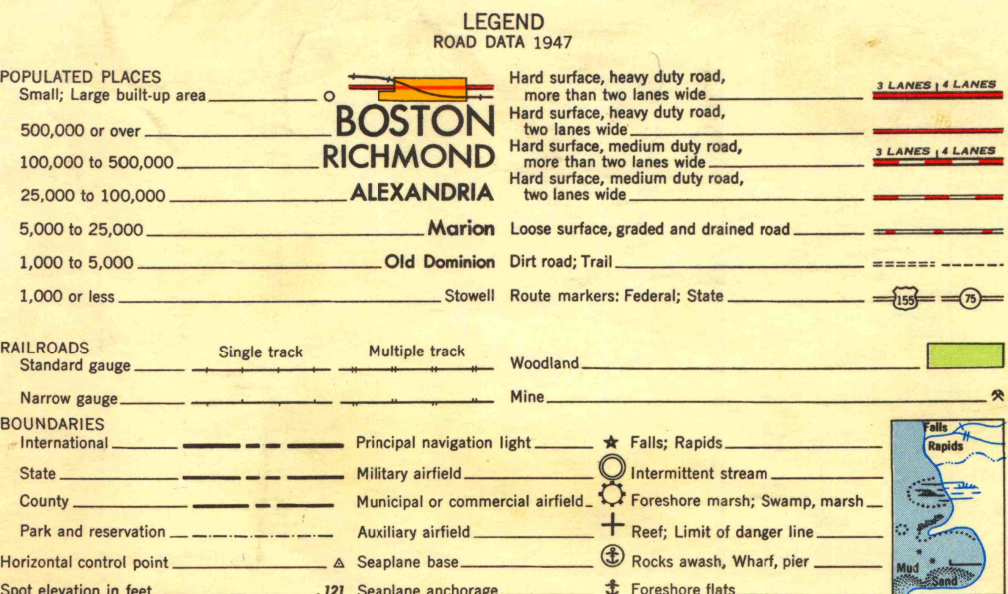 LEGEND
ROAD DATA 1947
POPULATED PLACES
Small; Large built-up area
500,000 or over BOSTON
100,000 to 500,000 RICHMOND
25,000 to 100,000 ALEXANDRIA
5,000 to 25,000 Marion
1,000 to 5,000 Old Dominion
1,000 or less Stowell
Hard surface, heavy duty road,
more than two lanes wide 3 LANES 4 LANES
Hard surface, heavy duty road,
two lanes wide
Hard surface, medium duty road,
more than two lanes wide 3 LANES 4 LANES
Hard surface, medium duty road,
two lanes wide
Loose surface, graded and drained road
Dirt road; Trail
Route markers: Federal; State 155 75
RAILROADS Single track Multiple track
Standard gauge
Narrow gauge
Woodland
Mine
BOUNDARIES
International
State
County
Park and reservation
Horizontal control point
Spot elevation in feet .121
Principal navigation light
Military airfield
Municipal or commercial airfield
Auxiliary airfield
Seaplane base
Seaplane anchorage
Falls; Rapids
Intermittent stream
Foreshore marsh; Swamp, marsh
Reef; Limit of danger line
Rocks awash, Wharf, pier
Foreshore flats
Falls
Rapids
Mud
Sand